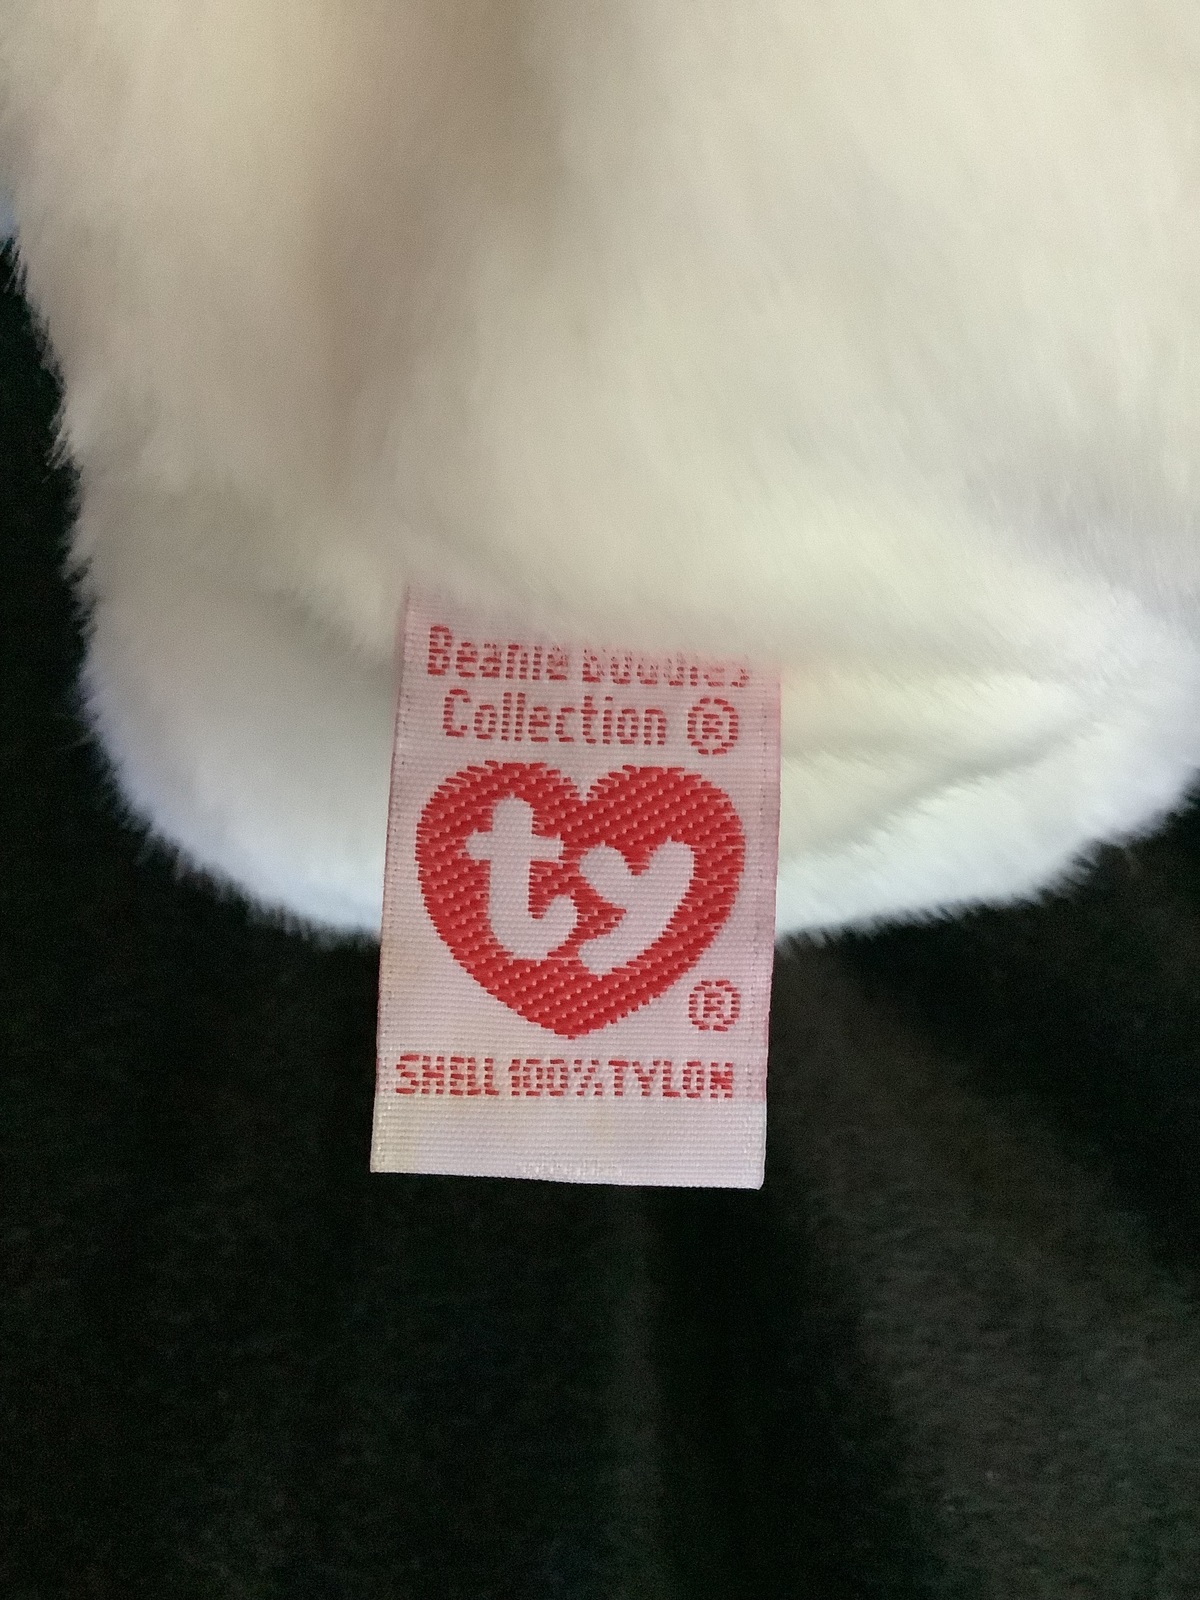 Beanie Buddies
Collection ®
ty
®
SHELL 100% TYLON